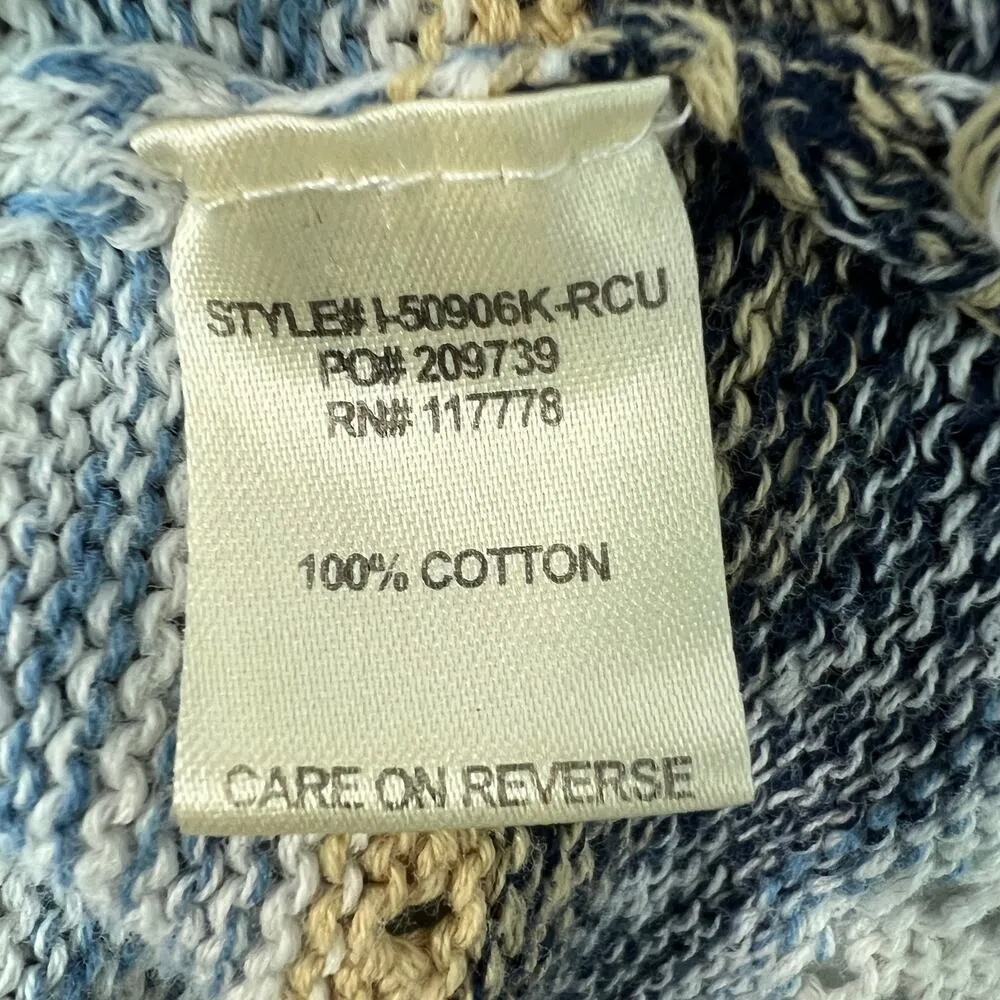 STYLE# I-50906K-RCU
PO# 209739
RN# 117778
100% COTTON
CARE ON REVERSE